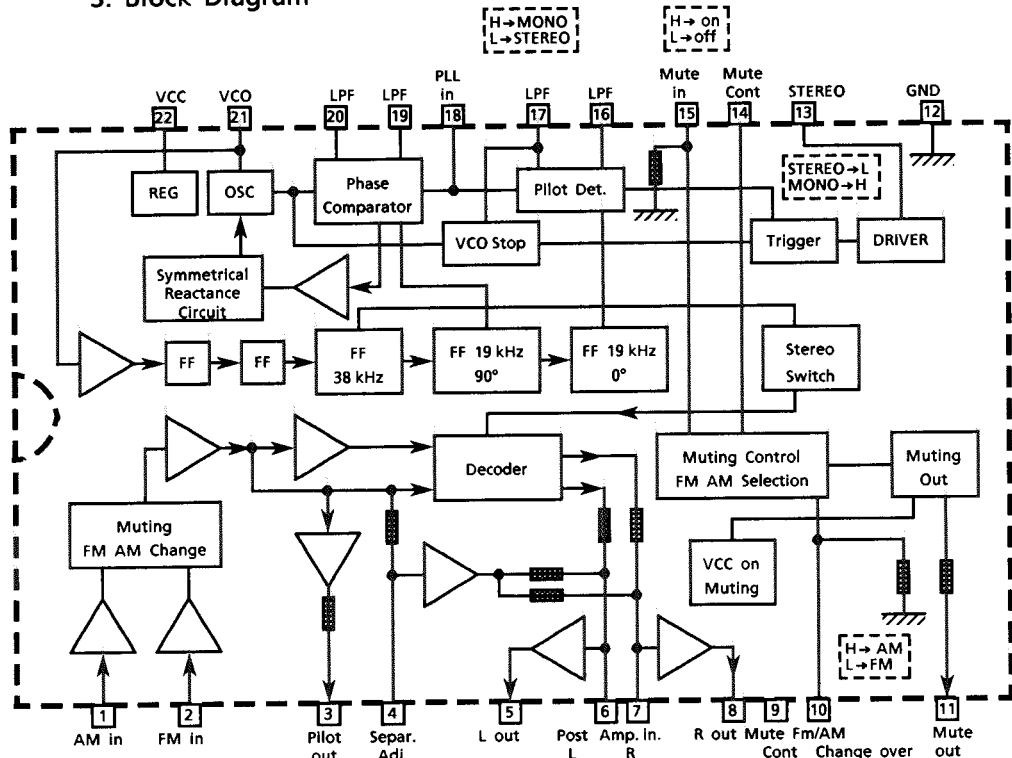 3. Block Diagram
H→MONO
L→STEREO
H→on
L→off
VCC
VCO
LPF
LPF
PLL
in
LPF
LPF
Mute
in
Mute
Cont
STEREO
GND
22
21
20
19
18
17
16
15
14
13
12
REG
OSC
Phase
Comparator
Pilot Det.
STEREO→L
MONO→H
VCO Stop
Trigger
DRIVER
Symmetrical
Reactance
Circuit
FF
FF
FF
38 kHz
FF 19 kHz
90°
FF 19 kHz
0°
Stereo
Switch
Decoder
Muting Control
FM AM Selection
Muting
Out
Muting
FM AM Change
VCC on
Muting
H→AM
L→FM
1
2
3
4
5
6
7
8
9
10
11
AM in
FM in
Pilot
out
Separ.
Adj
L out
Post Amp. in.
L R
R out
Mute
Cont
Fm/AM
Change over
Mute
out